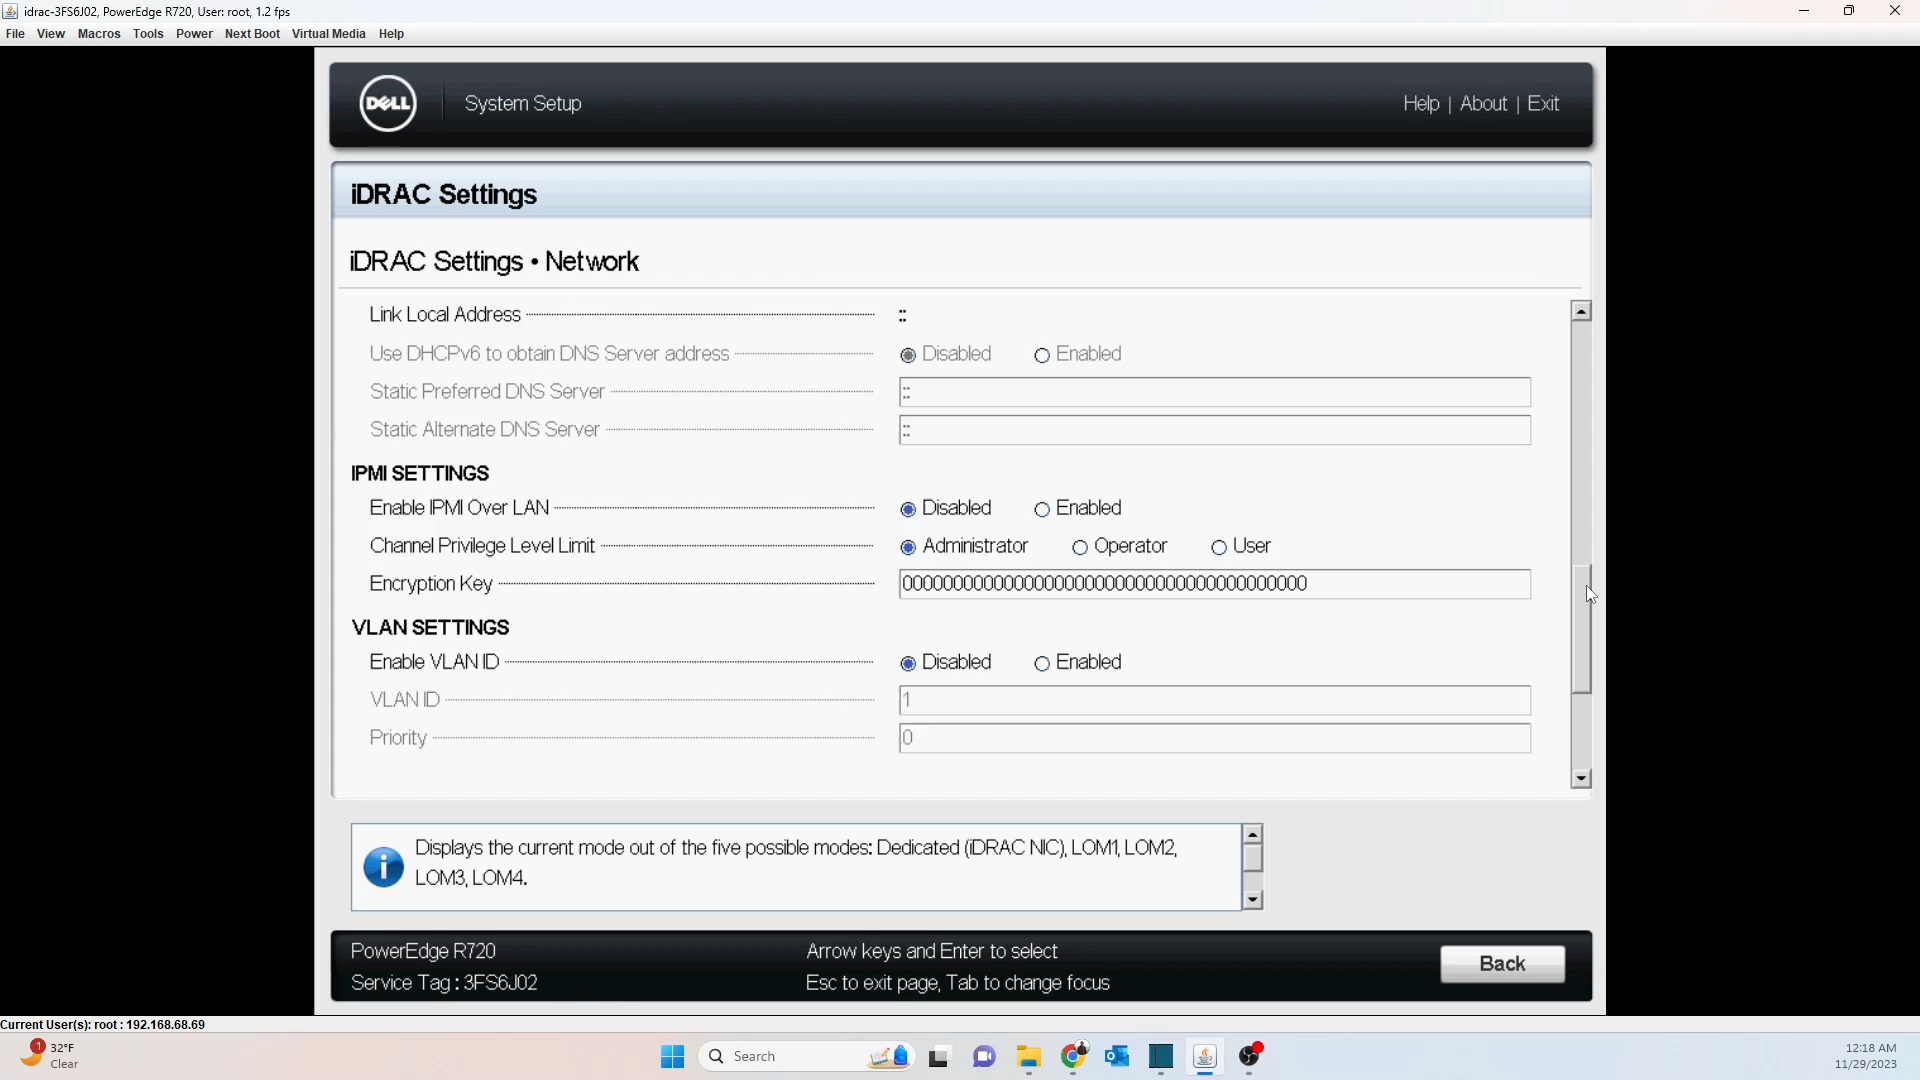 idrac-3FS6J02, PowerEdge R720, User: root, 1.2 fps
File View Macros Tools Power Next Boot Virtual Media Help
DELL System Setup Help | About | Exit
iDRAC Settings
iDRAC Settings • Network
Link Local Address ::
Use DHCPv6 to obtain DNS Server address Disabled Enabled
Static Preferred DNS Server ::
Static Alternate DNS Server ::
IPMI SETTINGS
Enable IPMI Over LAN Disabled Enabled
Channel Privilege Level Limit Administrator Operator User
Encryption Key
VLAN SETTINGS
Enable VLAN ID Disabled Enabled
VLAN ID 1
Priority 0
Displays the current mode out of the five possible modes: Dedicated (iDRAC NIC), LOM1, LOM2,
LOM3, LOM4.
PowerEdge R720 Arrow keys and Enter to select
Service Tag : 3FS6J02 Esc to exit page, Tab to change focus
Back
Current User(s): root : 192.168.68.69
1 32°F
Clear
Search
12:18 AM
11/29/2023